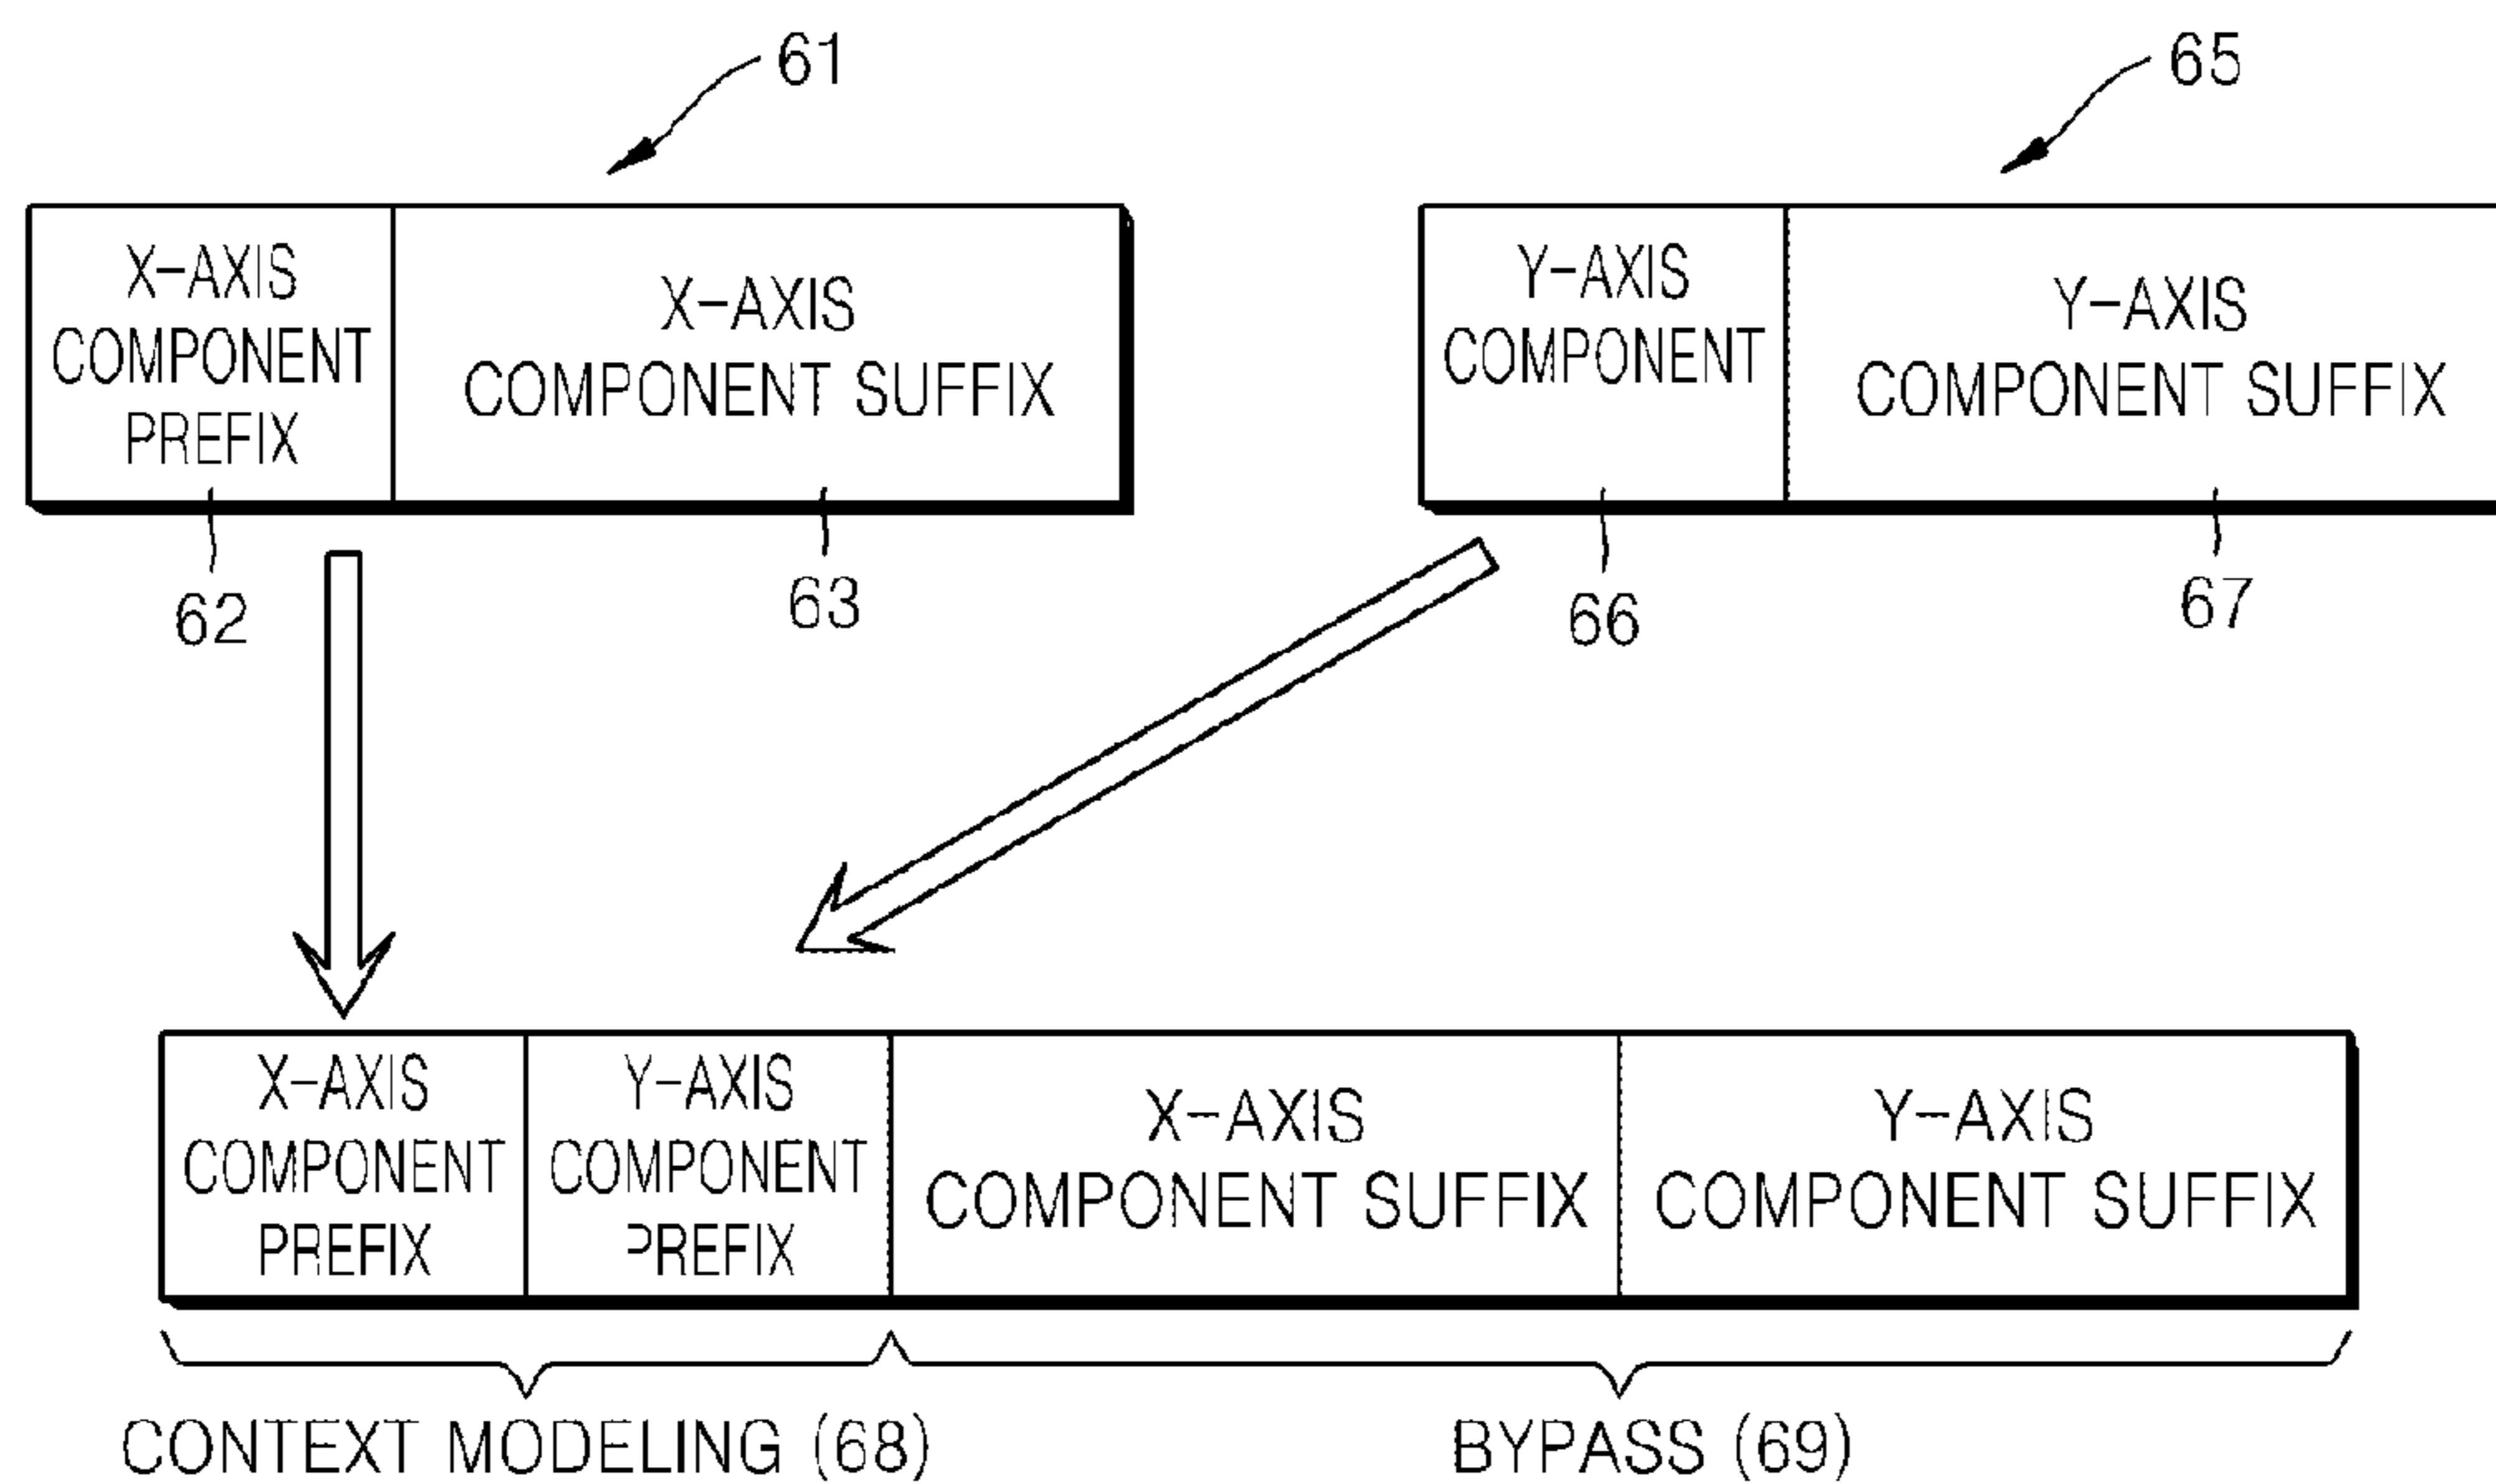 61
65
X-AXIS
COMPONENT
PREFIX
X-AXIS
COMPONENT SUFFIX
Y-AXIS
COMPONENT
Y-AXIS
COMPONENT SUFFIX
62
63
66
67
X-AXIS
COMPONENT
PREFIX
Y-AXIS
COMPONENT
PREFIX
X-AXIS
COMPONENT SUFFIX
Y-AXIS
COMPONENT SUFFIX
CONTEXT MODELING (68)
BYPASS (69)